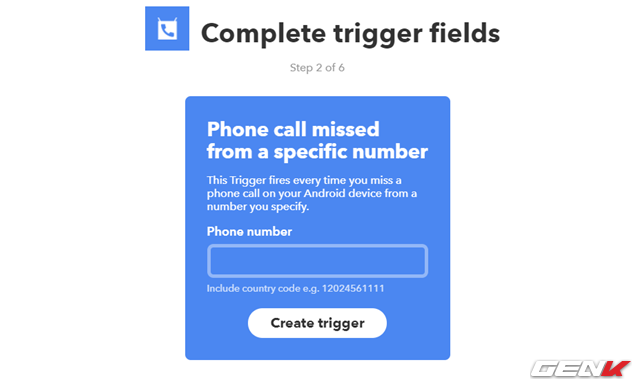 Complete trigger fields
Step 2 of 6
Phone call missed
from a specific number
This Trigger fires every time you miss a
phone call on your Android device from a
number you specify.
Phone number
Include country code e.g. 12024561111
Create trigger
GENK